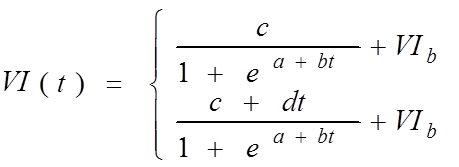 c
1 + e^{a + bt} + VI_b
VI ( t ) = {
c + dt
1 + e^{a + bt} + VI_b